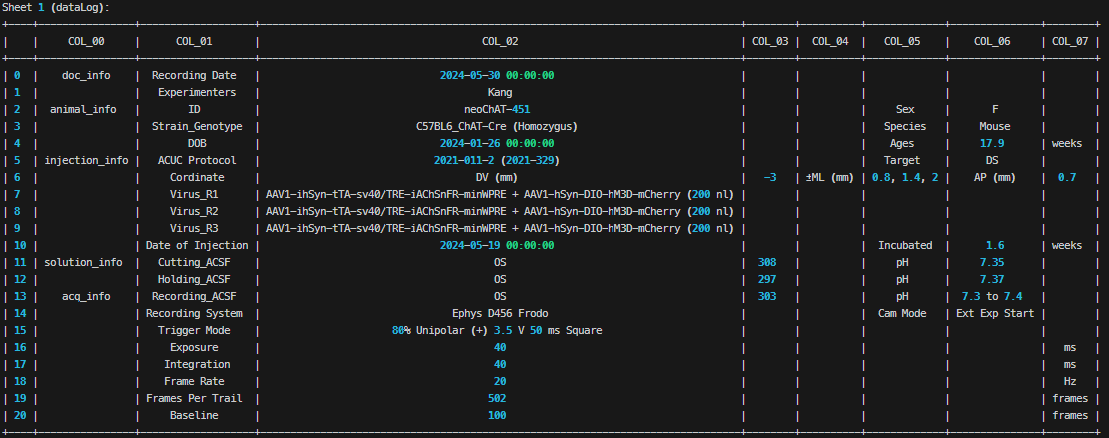 Sheet 1 (dataLog):
| | COL_00 | COL_01 | COL_02 | COL_03 | COL_04 | COL_05 | COL_06 | COL_07 |
| 0 | doc_info | Recording Date | 2024-05-30 00:00:00 | | | | | |
| 1 | | Experimenters | Kang | | | | | |
| 2 | animal_info | ID | neoChAT-451 | | | Sex | F | |
| 3 | | Strain_Genotype | C57BL6_ChAT-Cre (Homozygus) | | | Species | Mouse | |
| 4 | | DOB | 2024-01-26 00:00:00 | | | Ages | 17.9 | weeks |
| 5 | injection_info | ACUC Protocol | 2021-011-2 (2021-329) | | | Target | DS | |
| 6 | | Cordinate | DV (mm) | -3 | ±ML (mm) | 0.8, 1.4, 2 | AP (mm) | 0.7 |
| 7 | | Virus_R1 | AAV1-ihSyn-tTA-sv40/TRE-iAChSnFR-minWPRE + AAV1-hSyn-DIO-hM3D-mCherry (200 nl) | | | | | |
| 8 | | Virus_R2 | AAV1-ihSyn-tTA-sv40/TRE-iAChSnFR-minWPRE + AAV1-hSyn-DIO-hM3D-mCherry (200 nl) | | | | | |
| 9 | | Virus_R3 | AAV1-ihSyn-tTA-sv40/TRE-iAChSnFR-minWPRE + AAV1-hSyn-DIO-hM3D-mCherry (200 nl) | | | | | |
| 10 | | Date of Injection | 2024-05-19 00:00:00 | | | Incubated | 1.6 | weeks |
| 11 | solution_info | Cutting_ACSF | OS | 308 | | pH | 7.35 | |
| 12 | | Holding_ACSF | OS | 297 | | pH | 7.37 | |
| 13 | acq_info | Recording_ACSF | OS | 303 | | pH | 7.3 to 7.4 | |
| 14 | | Recording System | Ephys D456 Frodo | | | Cam Mode | Ext Exp Start | |
| 15 | | Trigger Mode | 80% Unipolar (+) 3.5 V 50 ms Square | | | | | |
| 16 | | Exposure | 40 | | | | | ms |
| 17 | | Integration | 40 | | | | | ms |
| 18 | | Frame Rate | 20 | | | | | Hz |
| 19 | | Frames Per Trail | 502 | | | | | frames |
| 20 | | Baseline | 100 | | | | | frames |